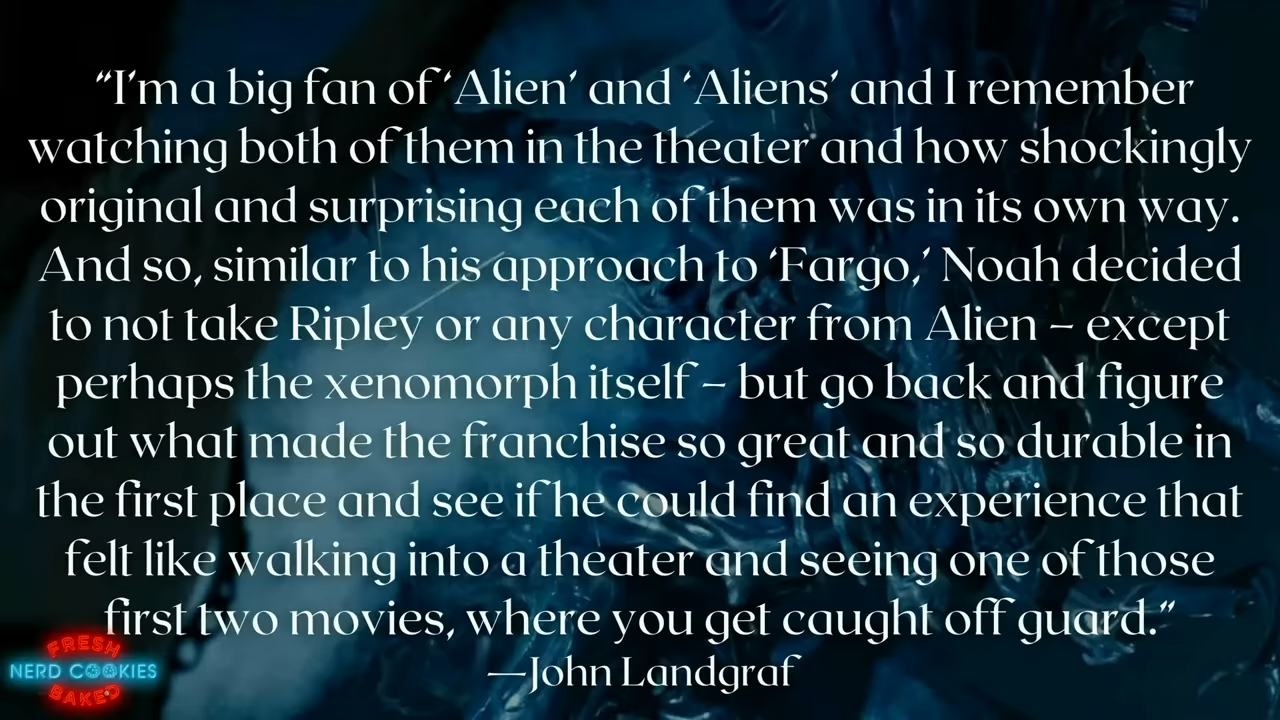 “I’m a big fan of ‘Alien’ and ‘Aliens’ and I remember
watching both of them in the theater and how shockingly
original and surprising each of them was in its own way.
And so, similar to his approach to ‘Fargo,’ Noah decided
to not take Ripley or any character from Alien – except
perhaps the xenomorph itself – but go back and figure
out what made the franchise so great and so durable in
the first place and see if he could find an experience that
felt like walking into a theater and seeing one of those
first two movies, where you get caught off guard.”
—John Landgraf
FRESH
NERD COOKIES
BAKED